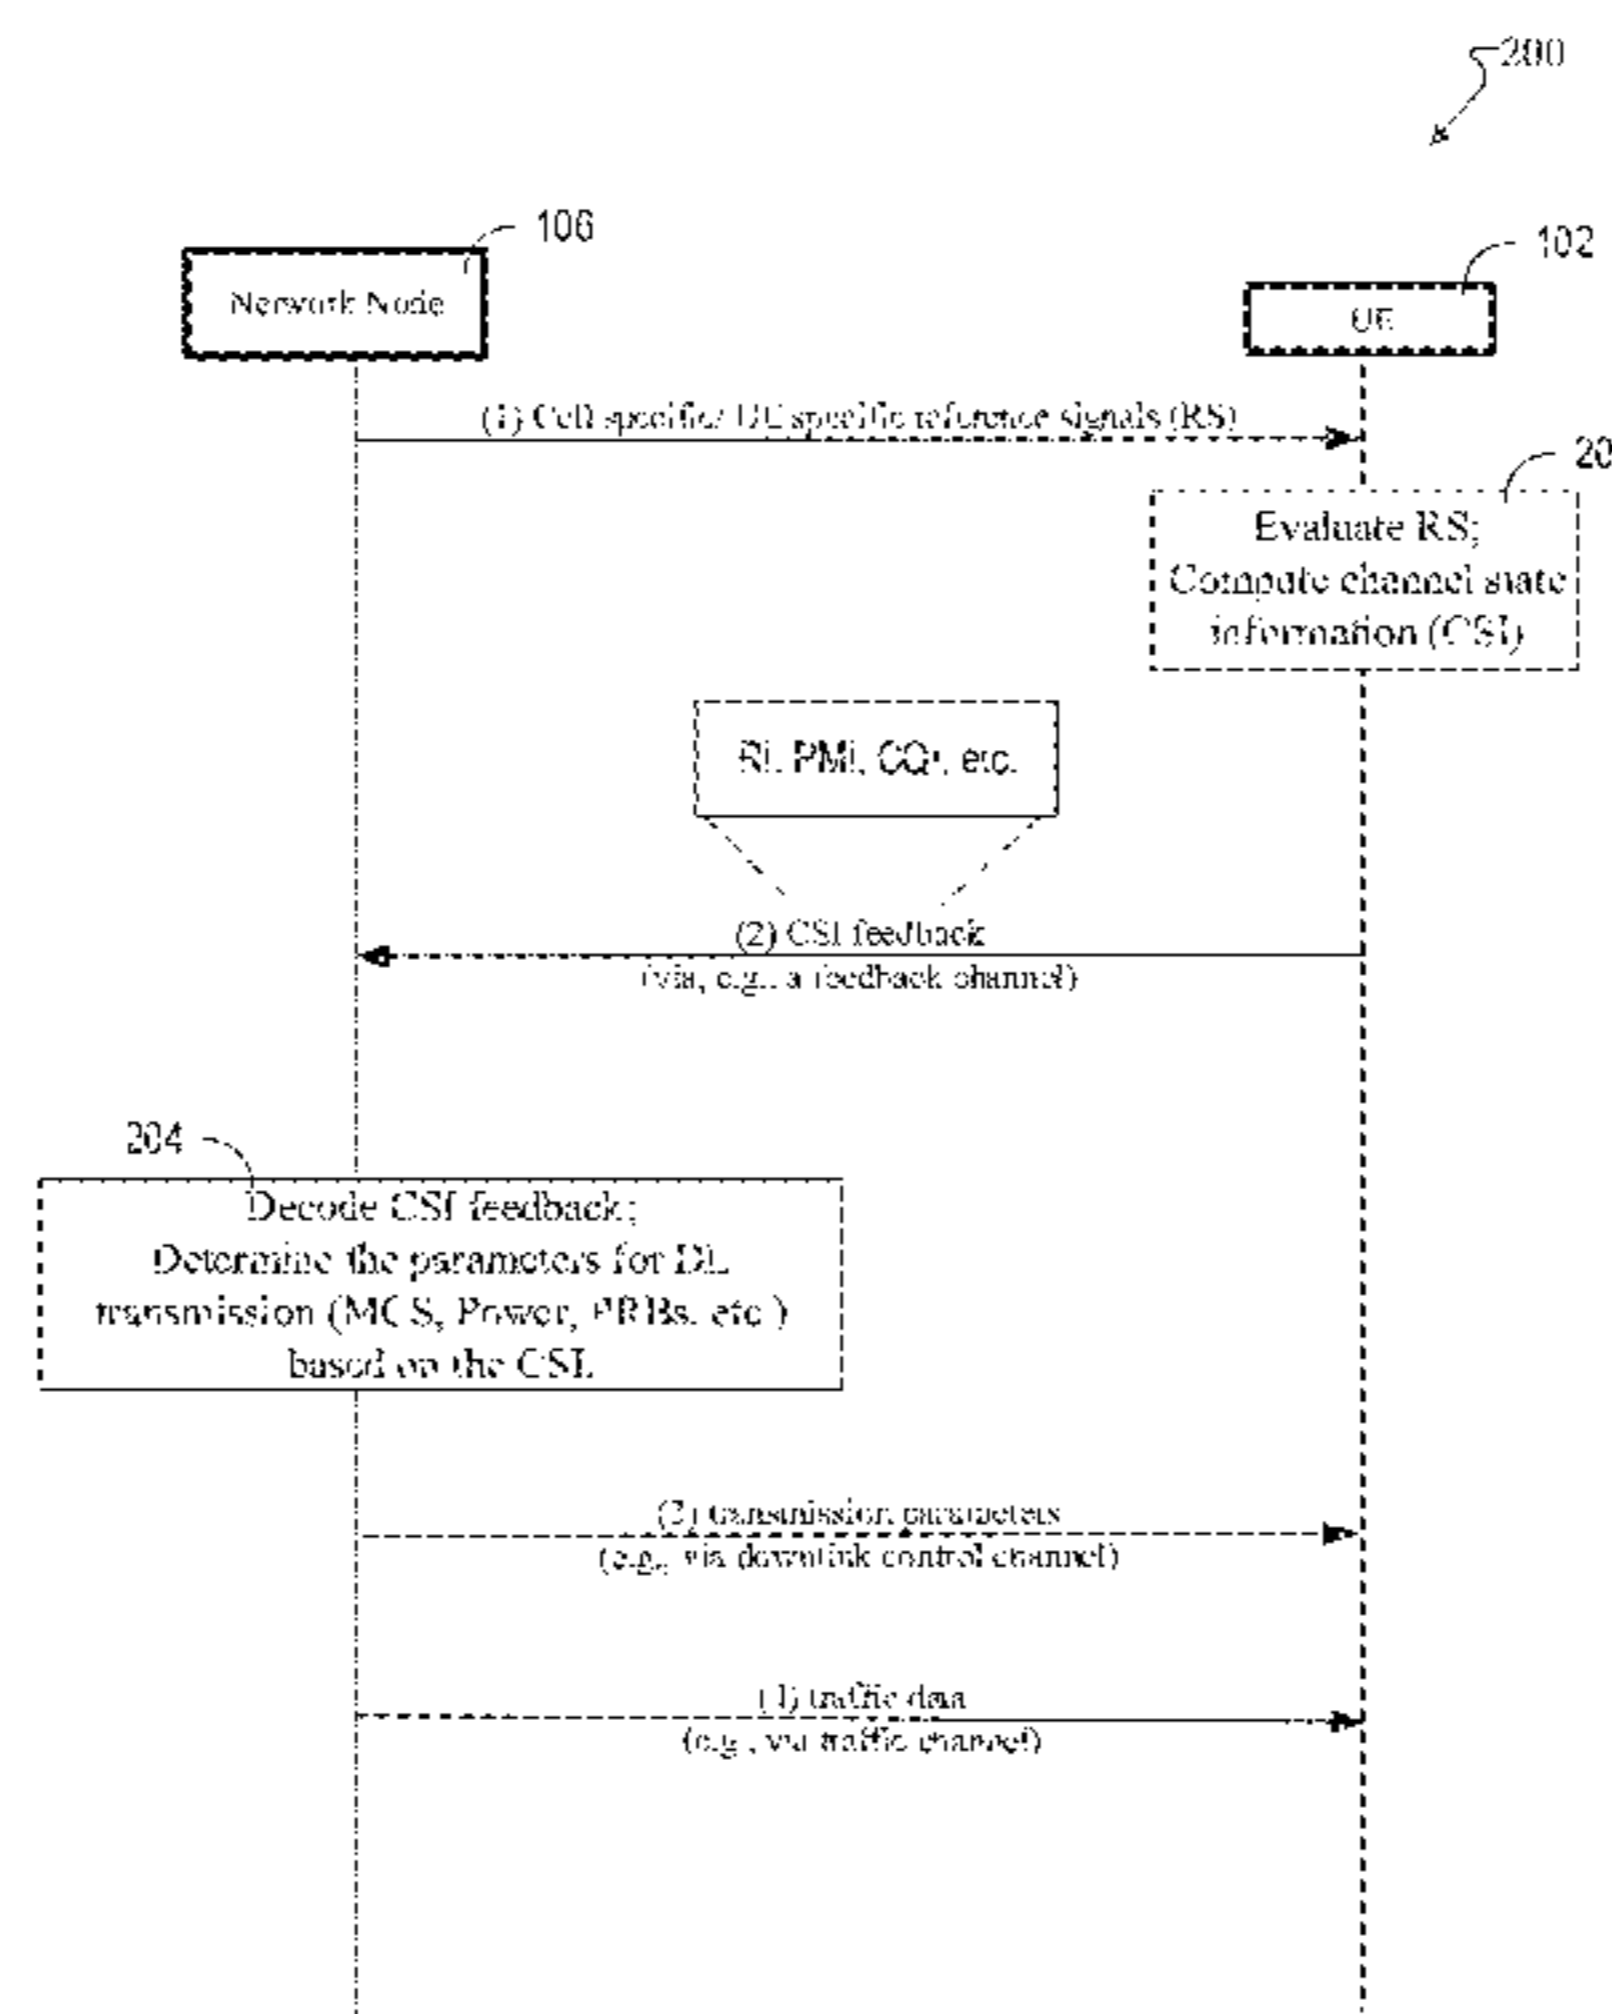 200
106
102
Network Node
UE
(1) Cell specific/ UE specific reference signals (RS)
20
Evaluate RS;
Compute channel state
information (CSI)
RI, PMI, CQI, etc.
(2) CSI feedback
(via, e.g., a feedback channel)
204
Decode CSI feedback;
Determine the parameters for DL
transmission (MCS, Power, PRBs, etc.)
based on the CSI.
(3) transmission parameters
(e.g., via downlink control channel)
(4) traffic data
(e.g., via traffic channel)